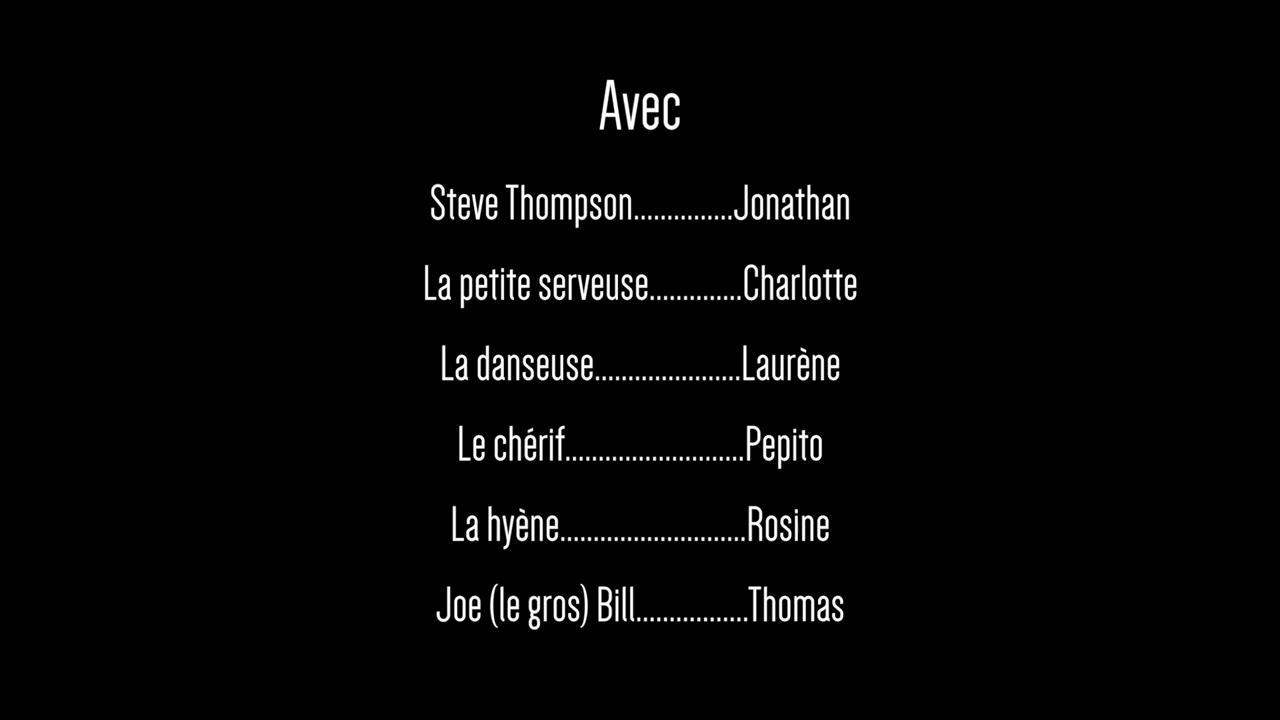 Avec
Steve Thompson...............Jonathan
La petite serveuse..............Charlotte
La danseuse......................Laurène
Le chérif...........................Pepito
La hyène............................Rosine
Joe (le gros) Bill.................Thomas